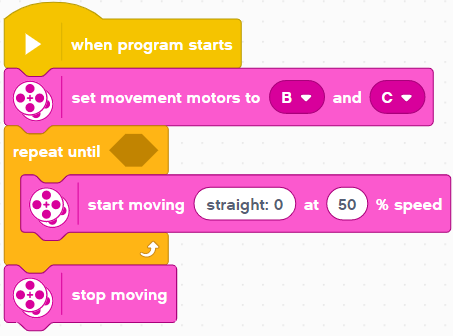 when program starts
set movement motors to B and C
repeat until
start moving straight: 0 at 50 % speed
stop moving